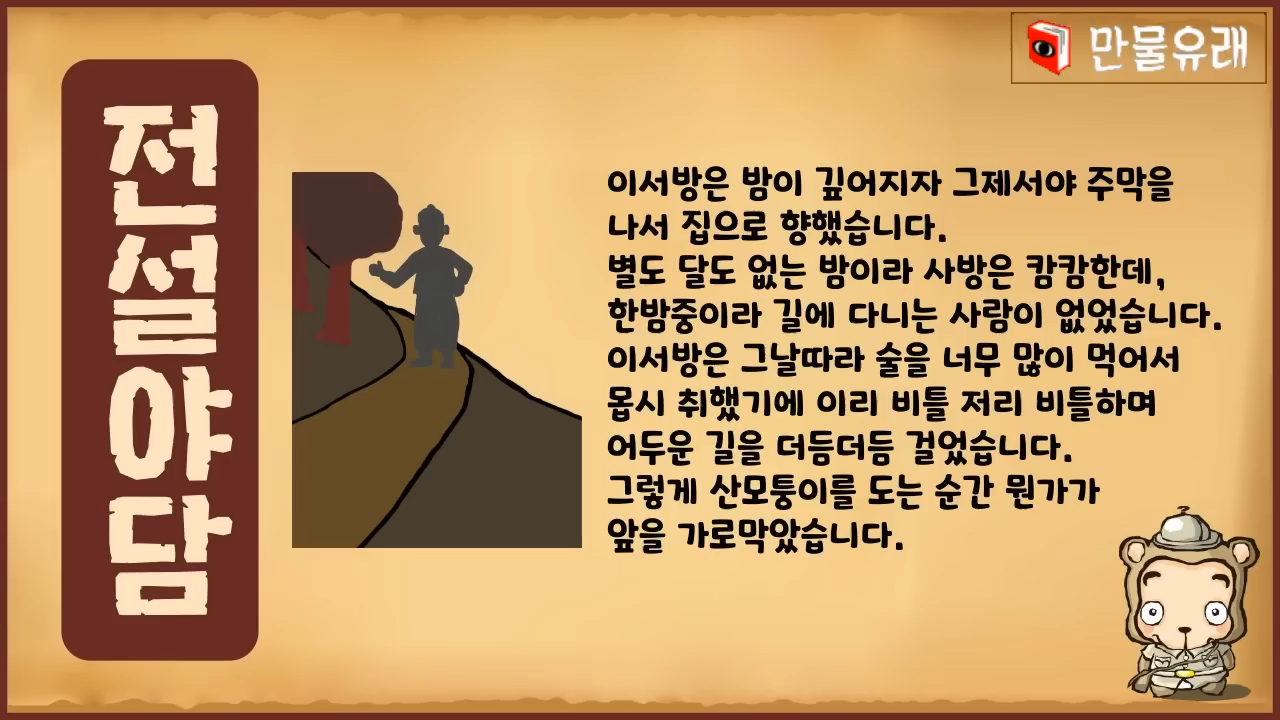 만물유래
전설야담
이서방은 밤이 깊어지자 그제서야 주막을
나서 집으로 향했습니다.
별도 달도 없는 밤이라 사방은 캄캄한데,
한밤중이라 길에 다니는 사람이 없었습니다.
이서방은 그날따라 술을 너무 많이 먹어서
몹시 취했기에 이리 비틀 저리 비틀하며
어두운 길을 더듬더듬 걸었습니다.
그렇게 산모퉁이를 도는 순간 뭔가가
앞을 가로막았습니다.